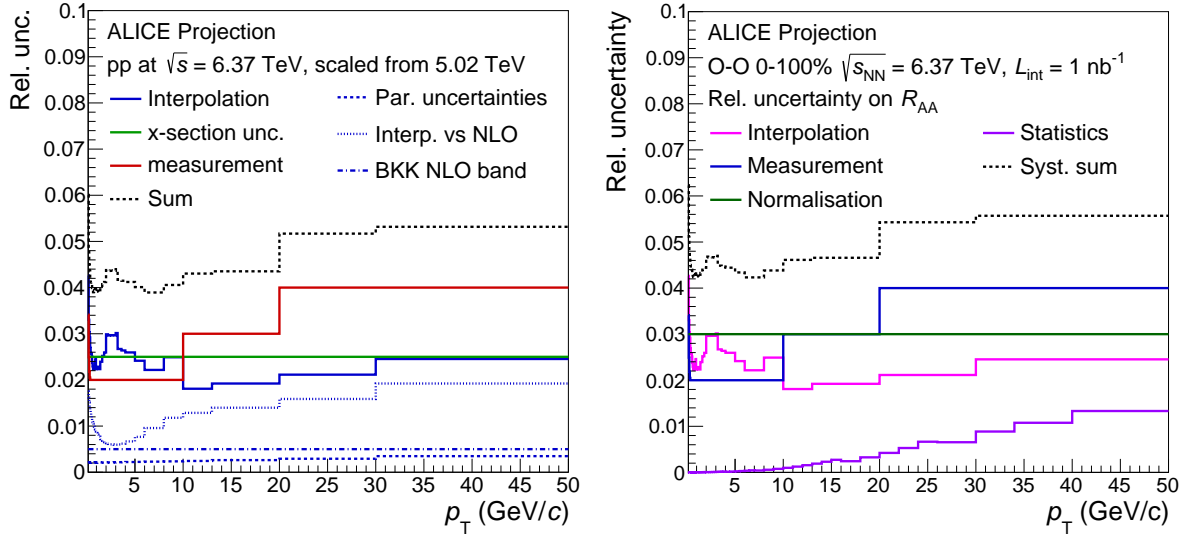 Rel. unc.
0.1
0.09
0.08
0.07
0.06
0.05
0.04
0.03
0.02
0.01
0
ALICE Projection
pp at √s = 6.37 TeV, scaled from 5.02 TeV
Interpolation
x-section unc.
measurement
Sum
Par. uncertainties
Interp. vs NLO
BKK NLO band
5 10 15 20 25 30 35 40 45 50
p_T (GeV/c)
Rel. uncertainty
0.1
0.09
0.08
0.07
0.06
0.05
0.04
0.03
0.02
0.01
0
ALICE Projection
O-O 0-100% √s_NN = 6.37 TeV, L_int = 1 nb⁻¹
Rel. uncertainty on R_AA
Interpolation
Measurement
Normalisation
Statistics
Syst. sum
5 10 15 20 25 30 35 40 45 50
p_T (GeV/c)